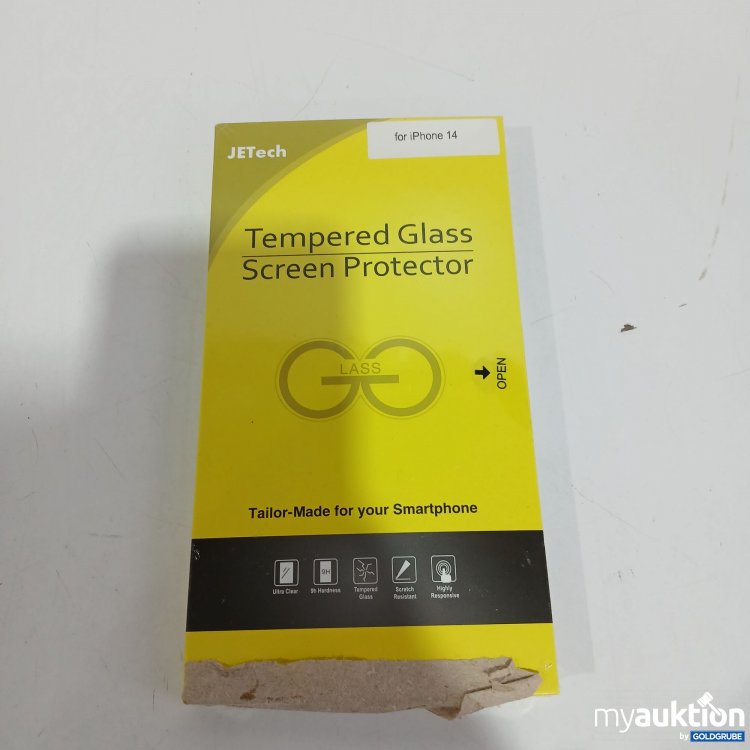 JETech
for iPhone 14
Tempered Glass
Screen Protector
LASS
OPEN
Tailor-Made for your Smartphone
9H
Ultra Clear
9h Hardness
Tempered
Glass
Scratch
Resistant
Highly
Responsive
myauktion
by GOLDGRUBE